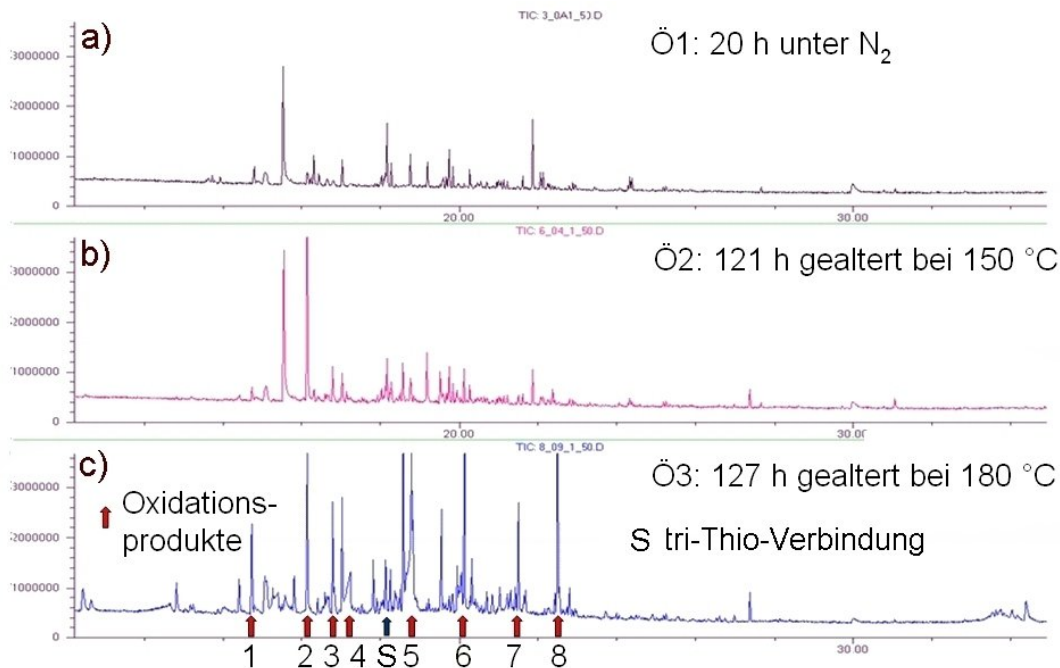 TIC: 3_0A1_50.D
a)
Ö1: 20 h unter N₂
3000000
2000000
1000000
0
20.00
30.00
TIC: 6_04_1_50.D
b)
Ö2: 121 h gealtert bei 150 °C
3000000
2000000
1000000
0
20.00
30.00
TIC: 8_09_1_50.D
c)
Ö3: 127 h gealtert bei 180 °C
3000000
Oxidations-
produkte
S tri-Thio-Verbindung
2000000
1000000
0
30.00
1 2 3 4 S 5 6 7 8